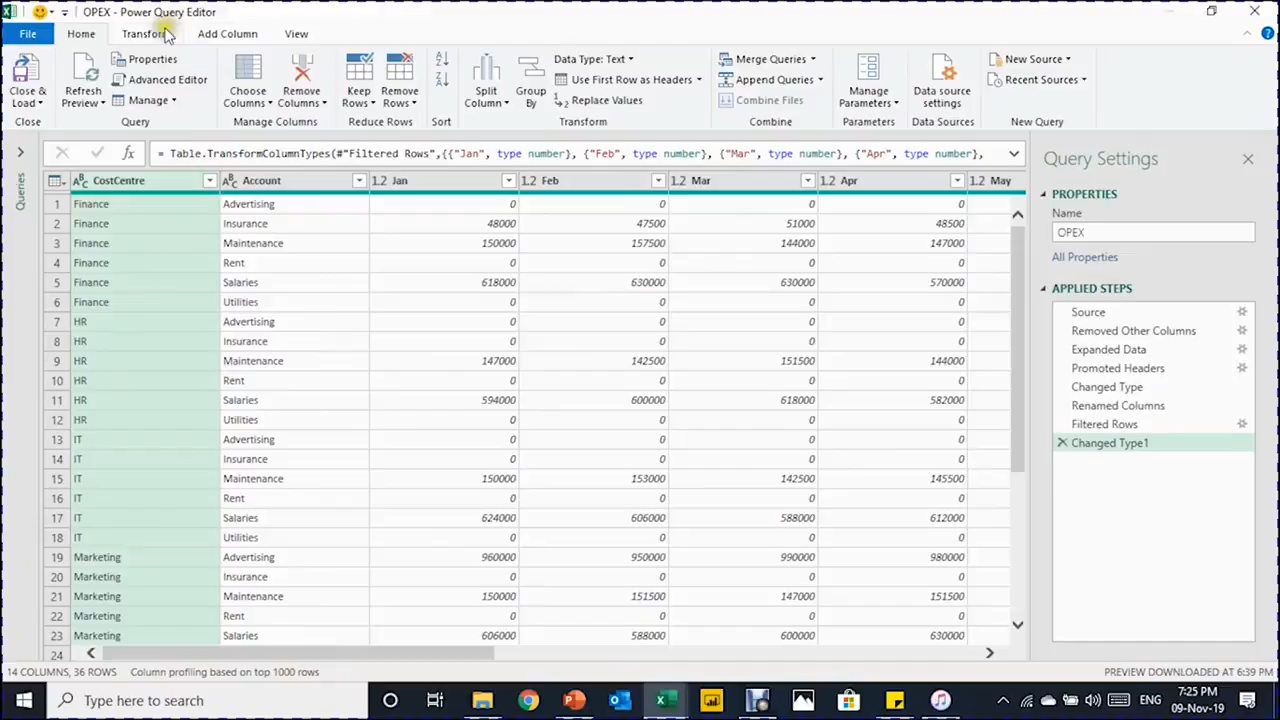 OPEX - Power Query Editor
File Home Transform Add Column View
Close & Load Refresh Preview Properties Advanced Editor Manage Choose Columns Remove Columns Keep Rows Remove Rows Split Column Group By Data Type: Text Use First Row as Headers Replace Values Merge Queries Append Queries Combine Files Manage Parameters Data source settings New Source Recent Sources
Close Query Manage Columns Reduce Rows Sort Transform Combine Parameters Data Sources New Query
= Table.TransformColumnTypes(#"Filtered Rows",{{"Jan", type number}, {"Feb", type number}, {"Mar", type number}, {"Apr", type number},
Queries
CostCentre Account 1.2 Jan 1.2 Feb 1.2 Mar 1.2 Apr 1.2 May
1 Finance Advertising 0 0 0 0
2 Finance Insurance 48000 47500 51000 48500
3 Finance Maintenance 150000 157500 144000 147000
4 Finance Rent 0 0 0 0
5 Finance Salaries 618000 630000 630000 570000
6 Finance Utilities 0 0 0 0
7 HR Advertising 0 0 0 0
8 HR Insurance 0 0 0 0
9 HR Maintenance 147000 142500 151500 144000
10 HR Rent 0 0 0 0
11 HR Salaries 594000 600000 618000 582000
12 HR Utilities 0 0 0 0
13 IT Advertising 0 0 0 0
14 IT Insurance 0 0 0 0
15 IT Maintenance 150000 153000 142500 145500
16 IT Rent 0 0 0 0
17 IT Salaries 624000 606000 588000 612000
18 IT Utilities 0 0 0 0
19 Marketing Advertising 960000 950000 990000 980000
20 Marketing Insurance 0 0 0 0
21 Marketing Maintenance 150000 151500 147000 151500
22 Marketing Rent 0 0 0 0
23 Marketing Salaries 606000 588000 600000 630000
24
Query Settings
PROPERTIES
Name
OPEX
All Properties
APPLIED STEPS
Source
Removed Other Columns
Expanded Data
Promoted Headers
Changed Type
Renamed Columns
Filtered Rows
Changed Type1
14 COLUMNS, 36 ROWS Column profiling based on top 1000 rows PREVIEW DOWNLOADED AT 6:39 PM
Type here to search ENG 7:25 PM
09-Nov-19